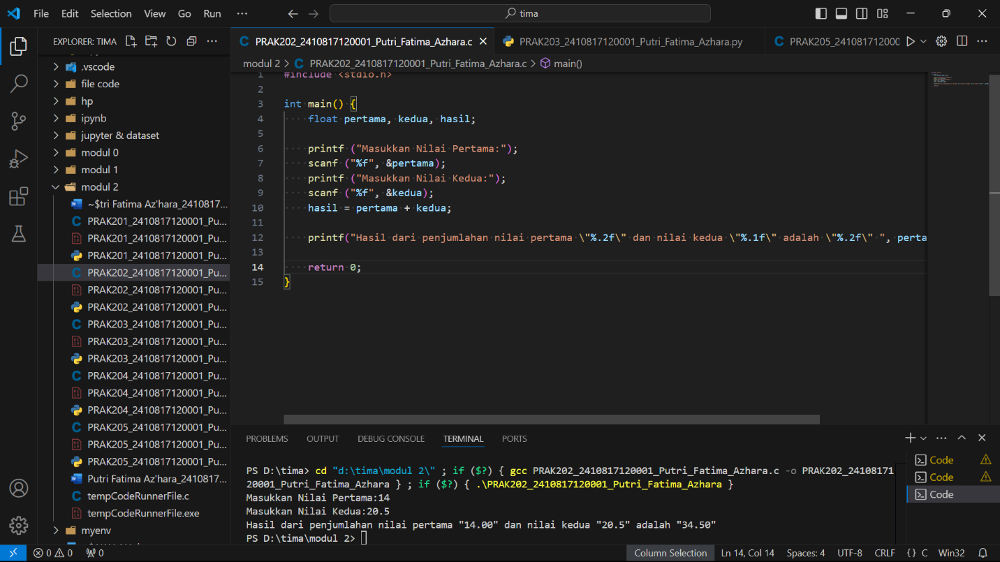 File Edit Selection View Go Run ··· tima
EXPLORER: TIMA
.vscode
file code
hp
ipynb
jupyter & dataset
modul 0
modul 1
modul 2
~$tri Fatima Az'hara_2410817...
PRAK201_2410817120001_Pu...
PRAK201_2410817120001_Pu...
PRAK201_2410817120001_Pu...
PRAK202_2410817120001_Pu...
PRAK202_2410817120001_Pu...
PRAK202_2410817120001_Pu...
PRAK203_2410817120001_Pu...
PRAK203_2410817120001_Pu...
PRAK203_2410817120001_Pu...
PRAK204_2410817120001_Pu...
PRAK204_2410817120001_Pu...
PRAK204_2410817120001_Pu...
PRAK205_2410817120001_Pu...
PRAK205_2410817120001_Pu...
PRAK205_2410817120001_Pu...
Putri Fatima Az'hara_2410817...
tempCodeRunnerFile.c
tempCodeRunnerFile.exe
myenv
PRAK202_2410817120001_Putri_Fatima_Azhara.c PRAK203_2410817120001_Putri_Fatima_Azhara.py PRAK205_24108171200
modul 2 > C PRAK202_2410817120001_Putri_Fatima_Azhara.c > main()
1 #include <stdio.h>
2
3 int main() {
4 float pertama, kedua, hasil;
5
6 printf ("Masukkan Nilai Pertama:");
7 scanf ("%f", &pertama);
8 printf ("Masukkan Nilai Kedua:");
9 scanf ("%f", &kedua);
10 hasil = pertama + kedua;
11
12 printf("Hasil dari penjumlahan nilai pertama \"%.2f\" dan nilai kedua \"%.1f\" adalah \"%.2f\" ", perta
13
14 return 0;
15 }
PROBLEMS OUTPUT DEBUG CONSOLE TERMINAL PORTS
PS D:\tima> cd "d:\tima\modul 2\" ; if ($?) { gcc PRAK202_2410817120001_Putri_Fatima_Azhara.c -o PRAK202_24108171
20001_Putri_Fatima_Azhara } ; if ($?) { .\PRAK202_2410817120001_Putri_Fatima_Azhara }
Masukkan Nilai Pertama:14
Masukkan Nilai Kedua:20.5
Hasil dari penjumlahan nilai pertama "14.00" dan nilai kedua "20.5" adalah "34.50"
PS D:\tima\modul 2>
Code
Code
Code
0 0 0 Column Selection Ln 14, Col 14 Spaces: 4 UTF-8 CRLF {} C Win32